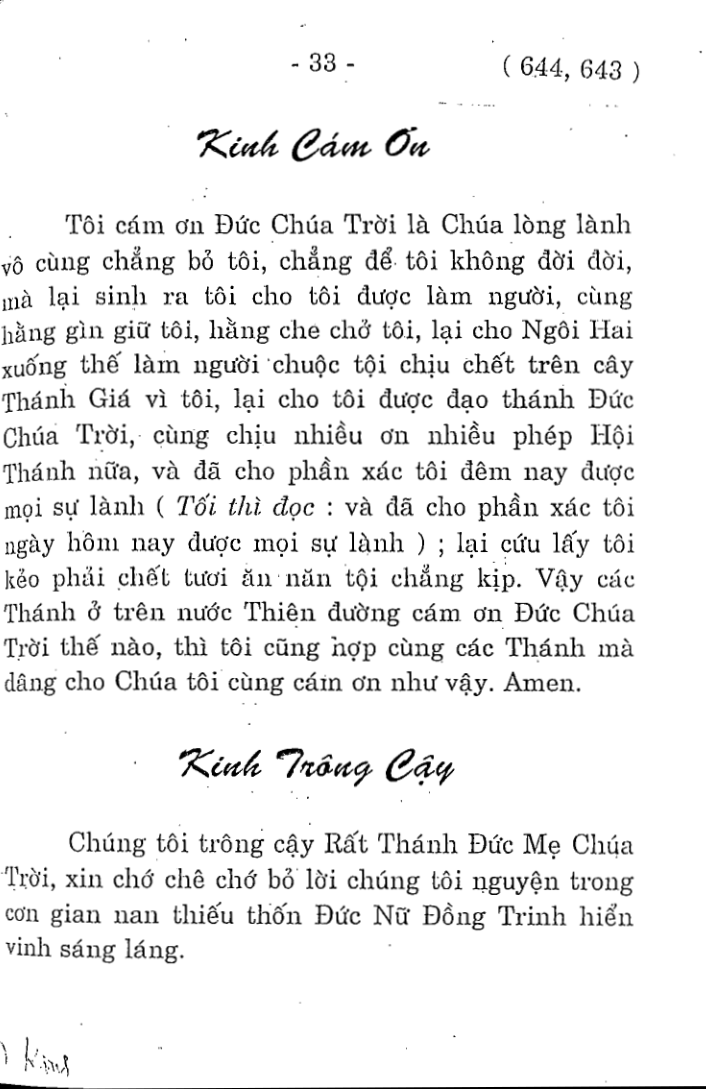 - 33 -
( 644, 643 )
Kinh Cám Ơn
Tôi cám ơn Đức Chúa Trời là Chúa lòng lành
vô cùng chẳng bỏ tôi, chẳng để tôi không đời đời,
mà lại sinh ra tôi cho tôi được làm người, cùng
hằng gìn giữ tôi, hằng che chở tôi, lại cho Ngôi Hai
xuống thế làm người chuộc tội chịu chết trên cây
Thánh Giá vì tôi, lại cho tôi được đạo thánh Đức
Chúa Trời, cùng chịu nhiều ơn nhiều phép Hội
Thánh nữa, và đã cho phần xác tôi đêm nay được
mọi sự lành ( Tối thì đọc : và đã cho phần xác tôi
ngày hôm nay được mọi sự lành ) ; lại cứu lấy tôi
kẻo phải chết tươi ăn năn tội chẳng kịp. Vậy các
Thánh ở trên nước Thiên đường cám ơn Đức Chúa
Trời thế nào, thì tôi cũng hợp cùng các Thánh mà
dâng cho Chúa tôi cùng cám ơn như vậy. Amen.
Kinh Trông Cậy
Chúng tôi trông cậy Rất Thánh Đức Mẹ Chúa
Trời, xin chớ chê chớ bỏ lời chúng tôi nguyện trong
cơn gian nan thiếu thốn Đức Nữ Đồng Trinh hiển
vinh sáng láng.